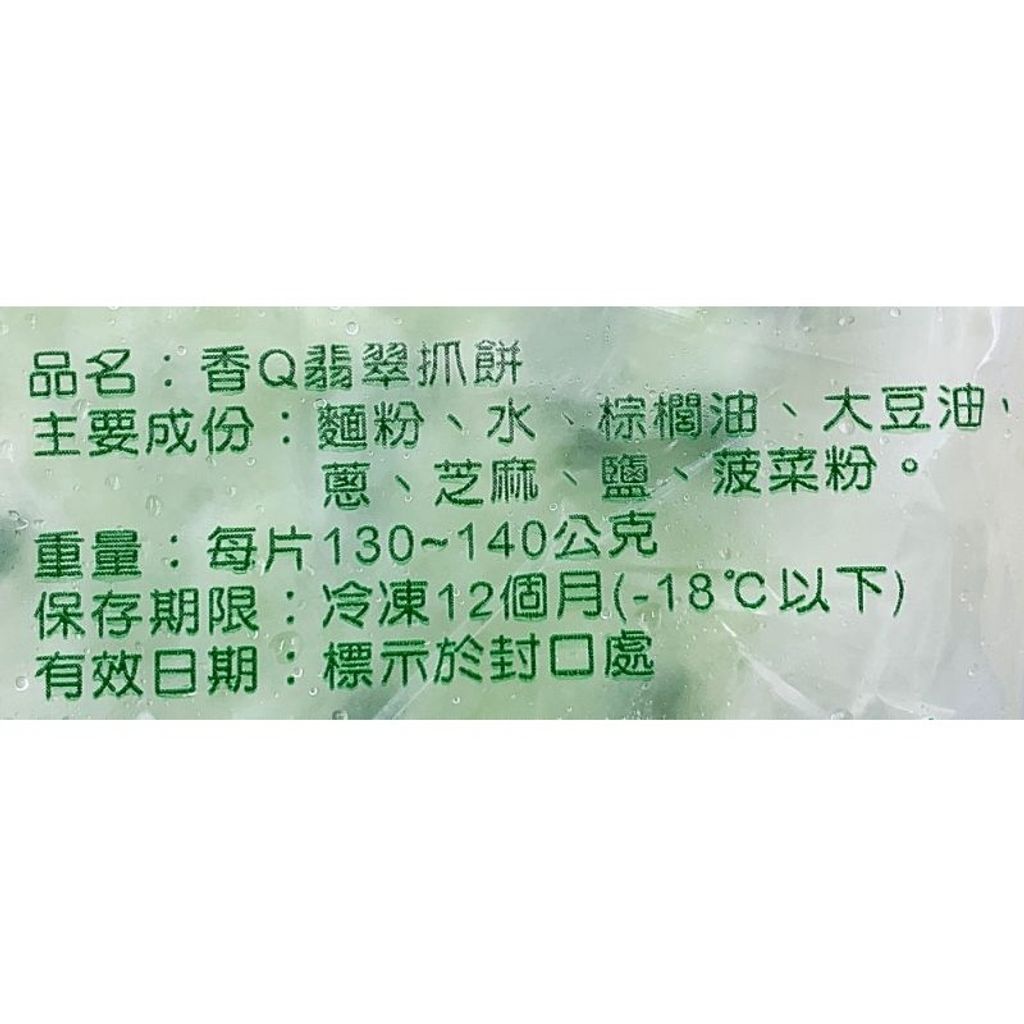 品名：香Q翡翠抓餅
主要成份：麵粉、水、棕櫚油、大豆油、
蔥、芝麻、鹽、菠菜粉。
重量：每片130~140公克
保存期限：冷凍12個月(-18℃以下)
有效日期：標示於封口處